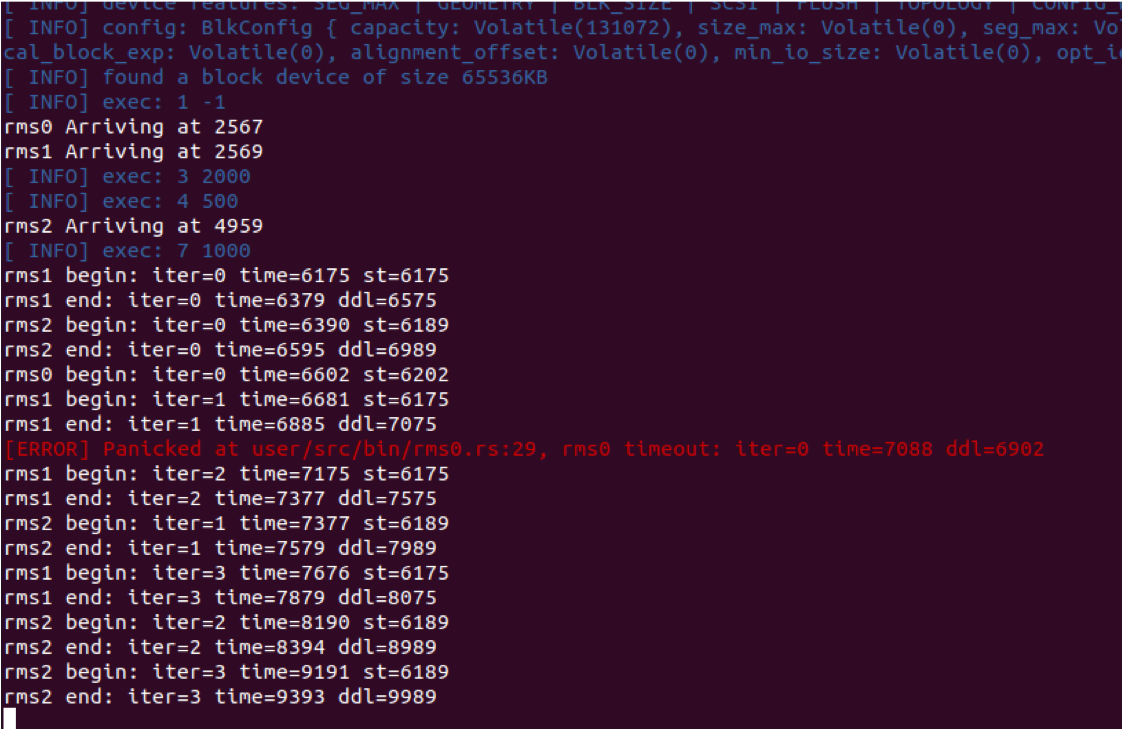 [ INFO] device features: SEG_MAX | GEOMETRY | BLK_SIZE | SCSI | FLUSH | TOPOLOGY | CONFIG_
[ INFO] config: BlkConfig { capacity: Volatile(131072), size_max: Volatile(0), seg_max: Vo
cal_block_exp: Volatile(0), alignment_offset: Volatile(0), min_io_size: Volatile(0), opt_i
[ INFO] found a block device of size 65536KB
[ INFO] exec: 1 -1
rms0 Arriving at 2567
rms1 Arriving at 2569
[ INFO] exec: 3 2000
[ INFO] exec: 4 500
rms2 Arriving at 4959
[ INFO] exec: 7 1000
rms1 begin: iter=0 time=6175 st=6175
rms1 end: iter=0 time=6379 ddl=6575
rms2 begin: iter=0 time=6390 st=6189
rms2 end: iter=0 time=6595 ddl=6989
rms0 begin: iter=0 time=6602 st=6202
rms1 begin: iter=1 time=6681 st=6175
rms1 end: iter=1 time=6885 ddl=7075
[ERROR] Panicked at user/src/bin/rms0.rs:29, rms0 timeout: iter=0 time=7088 ddl=6902
rms1 begin: iter=2 time=7175 st=6175
rms1 end: iter=2 time=7377 ddl=7575
rms2 begin: iter=1 time=7377 st=6189
rms2 end: iter=1 time=7579 ddl=7989
rms1 begin: iter=3 time=7676 st=6175
rms1 end: iter=3 time=7879 ddl=8075
rms2 begin: iter=2 time=8190 st=6189
rms2 end: iter=2 time=8394 ddl=8989
rms2 begin: iter=3 time=9191 st=6189
rms2 end: iter=3 time=9393 ddl=9989